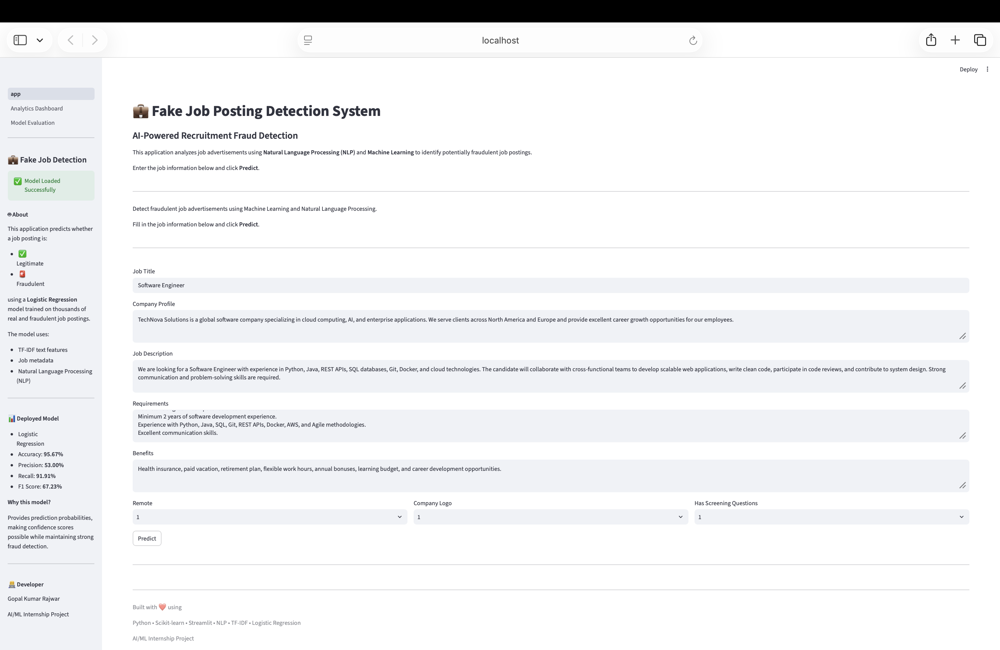 localhost
Deploy
app
Analytics Dashboard
Model Evaluation
Fake Job Detection
Model Loaded
Successfully
About
This application predicts whether
a job posting is:
Legitimate
Fraudulent
using a Logistic Regression
model trained on thousands of
real and fraudulent job postings.
The model uses:
• TF-IDF text features
• Job metadata
• Natural Language Processing
(NLP)
Deployed Model
• Logistic
Regression
• Accuracy: 95.67%
• Precision: 53.00%
• Recall: 91.91%
• F1 Score: 67.23%
Why this model?
Provides prediction probabilities,
making confidence scores
possible while maintaining strong
fraud detection.
Developer
Gopal Kumar Rajwar
AI/ML Internship Project
Fake Job Posting Detection System
AI-Powered Recruitment Fraud Detection
This application analyzes job advertisements using Natural Language Processing (NLP) and Machine Learning to identify potentially fraudulent job postings.
Enter the job information below and click Predict.
Detect fraudulent job advertisements using Machine Learning and Natural Language Processing.
Fill in the job information below and click Predict.
Job Title
Software Engineer
Company Profile
TechNova Solutions is a global software company specializing in cloud computing, AI, and enterprise applications. We serve clients across North America and Europe and provide excellent career growth opportunities for our employees.
Job Description
We are looking for a Software Engineer with experience in Python, Java, REST APIs, SQL databases, Git, Docker, and cloud technologies. The candidate will collaborate with cross-functional teams to develop scalable web applications, write clean code, participate in code reviews, and contribute to system design. Strong
communication and problem-solving skills are required.
Requirements
Minimum 2 years of software development experience.
Experience with Python, Java, SQL, Git, REST APIs, Docker, AWS, and Agile methodologies.
Excellent communication skills.
Benefits
Health insurance, paid vacation, retirement plan, flexible work hours, annual bonuses, learning budget, and career development opportunities.
Remote
1
Company Logo
1
Has Screening Questions
1
Predict
Built with ❤️ using
Python • Scikit-learn • Streamlit • NLP • TF-IDF • Logistic Regression
AI/ML Internship Project